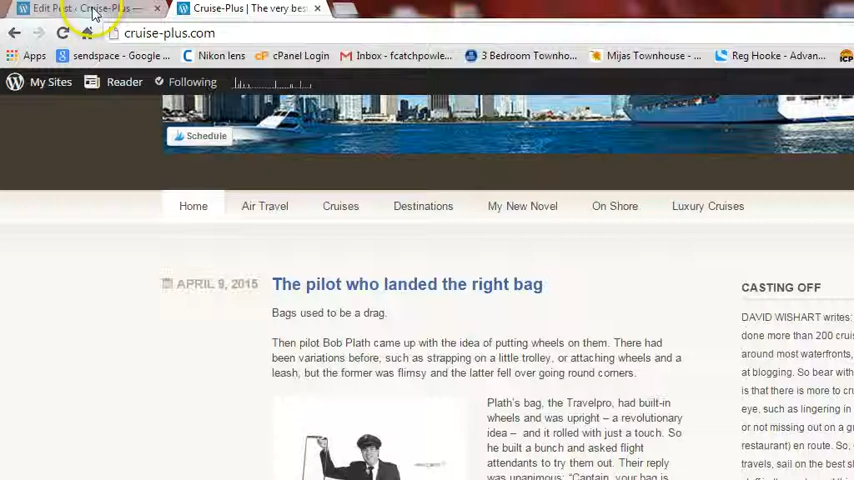 Edit Post ‹ Cruise-Plus —
Cruise-Plus | The very bes
cruise-plus.com
Apps
sendspace - Google ...
Nikon lens
cPanel Login
Inbox - fcatchpowle...
3 Bedroom Townho...
Mijas Townhouse - ...
Reg Hooke - Advan...
My Sites
Reader
Following
Schedule
Home
Air Travel
Cruises
Destinations
My New Novel
On Shore
Luxury Cruises
APRIL 9, 2015
The pilot who landed the right bag
Bags used to be a drag.
Then pilot Bob Plath came up with the idea of putting wheels on them. There had
been variations before, such as strapping on a little trolley, or attaching wheels and a
leash, but the former was flimsy and the latter fell over going round corners.
Plath's bag, the Travelpro, had built-in
wheels and was upright – a revolutionary
idea – and it rolled with just a touch. So
he built a bunch and asked flight
attendants to try them out. Their reply
was unanimous: "Captain, your bag is
CASTING OFF
DAVID WISHART writes:
done more than 200 crui
around most waterfronts,
at blogging. So bear with
is that there is more to cr
eye, such as lingering in
or not missing out on a gr
restaurant) en route. So,
travels, sail on the best s